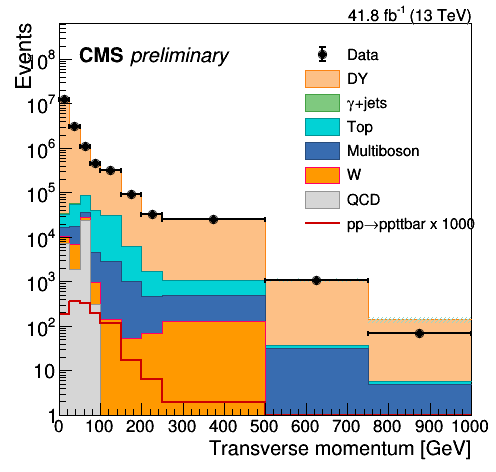 41.8 fb⁻¹ (13 TeV)
Events
CMS preliminary
Data
DY
γ+jets
Top
Multiboson
W
QCD
pp→ppttbar x 1000
10⁷
10⁶
10⁵
10⁴
10³
10²
10
1
0 100 200 300 400 500 600 700 800 900 1000
Transverse momentum [GeV]